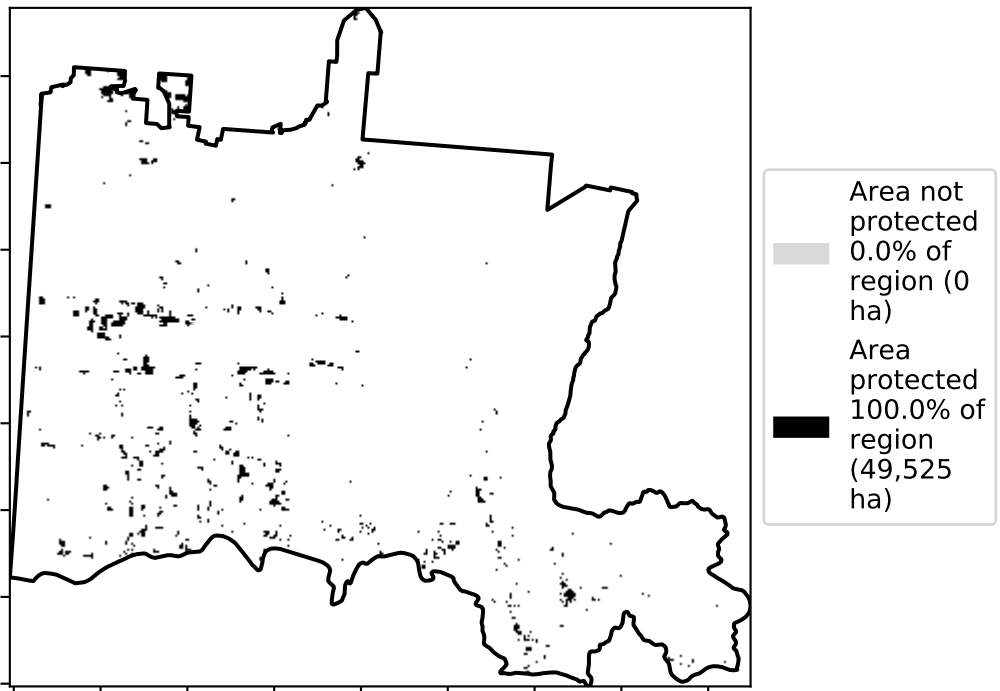 Area not
protected
0.0% of
region (0
ha)
Area
protected
100.0% of
region
(49,525
ha)